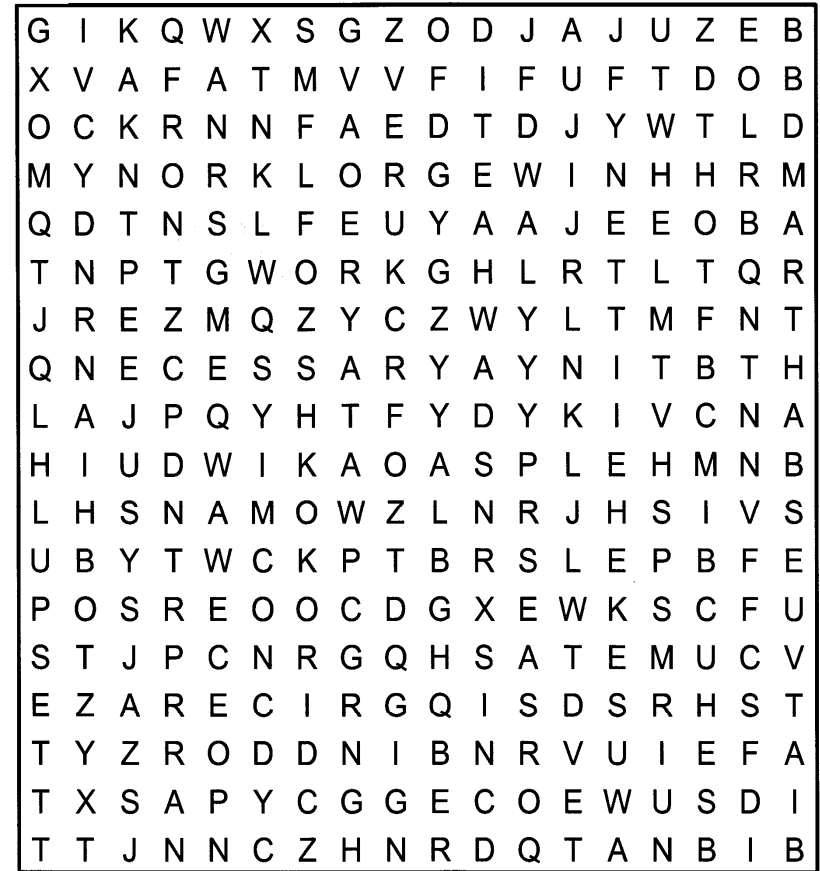 G I K Q W X S G Z O D J A J U Z E B
X V A F A T M V V F I F U F T D O B
O C K R N N F A E D T D J Y W T L D
M Y N O R K L O R G E W I N H H R M
Q D T N S L F E U Y A A J E E O B A
T N P T G W O R K G H L R T L T Q R
J R E Z M Q Z Y C Z W Y L T M F N T
Q N E C E S S A R Y A Y N I T B T H
L A J P Q Y H T F Y D Y K I V C N A
H I U D W I K A O A S P L E H M N B
L H S N A M O W Z L N R J H S I V S
U B Y T W C K P T B R S L E P B F E
P O S R E O O C D G X E W K S C F U
S T J P C N R G Q H S A T E M U C V
E Z A R E C I R G Q I S D S R H S T
T Y Z R O D D N I B N R V U I E F A
T X S A P Y C G G E C O E W U S D I
T T J N N C Z H N R D Q T A N B I B